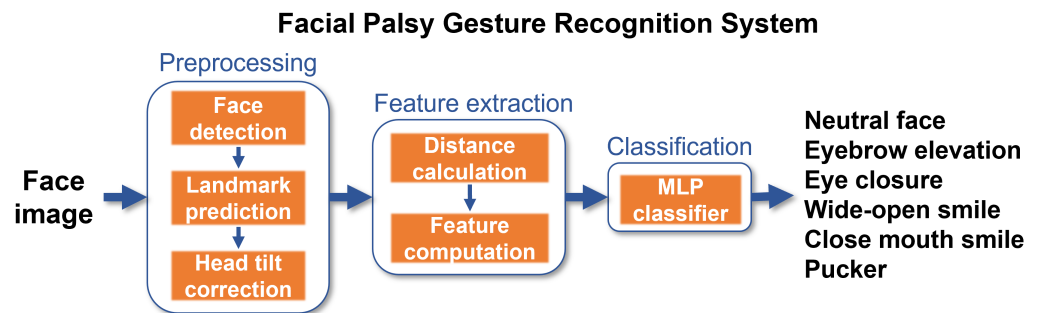 Facial Palsy Gesture Recognition System
Preprocessing
Face
detection
Landmark
prediction
Head tilt
correction
Face
image
Feature extraction
Distance
calculation
Feature
computation
Classification
MLP
classifier
Neutral face
Eyebrow elevation
Eye closure
Wide-open smile
Close mouth smile
Pucker